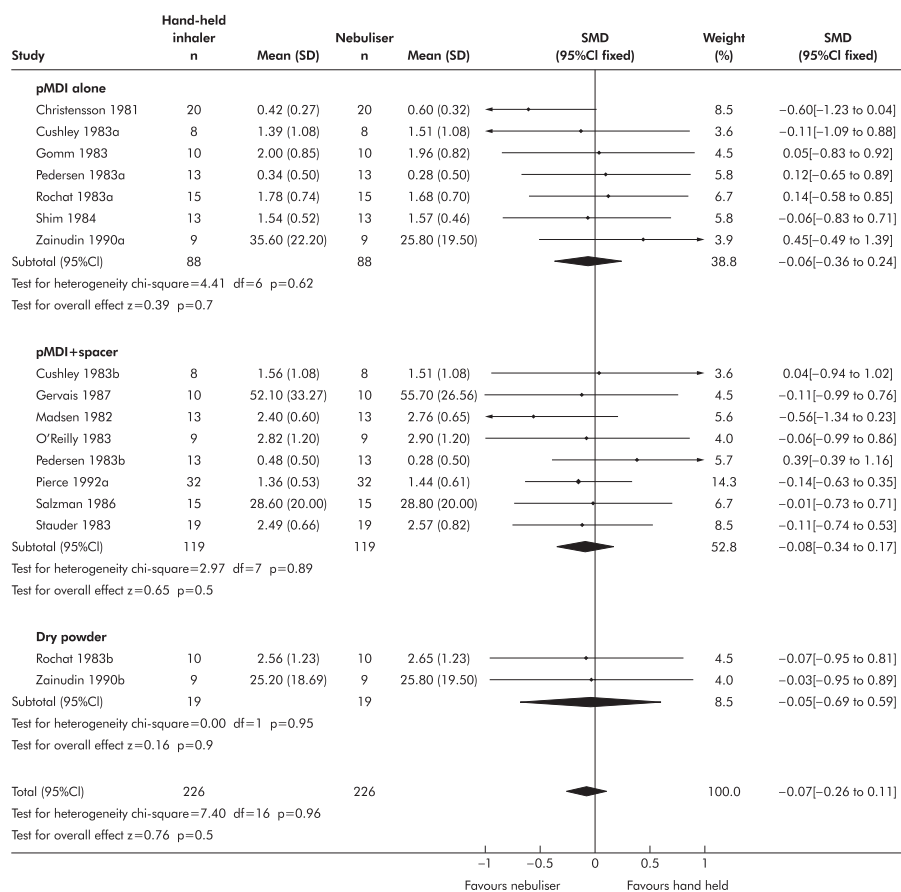 Hand-held
inhaler Nebuliser SMD Weight SMD
Study n Mean (SD) n Mean (SD) (95%CI fixed) (%) (95%CI fixed)
pMDI alone
Christensson 1981 20 0.42 (0.27) 20 0.60 (0.32) 8.5 −0.60[−1.23 to 0.04]
Cushley 1983a 8 1.39 (1.08) 8 1.51 (1.08) 3.6 −0.11[−1.09 to 0.88]
Gomm 1983 10 2.00 (0.85) 10 1.96 (0.82) 4.5 0.05[−0.83 to 0.92]
Pedersen 1983a 13 0.34 (0.50) 13 0.28 (0.50) 5.8 0.12[−0.65 to 0.89]
Rochat 1983a 15 1.78 (0.74) 15 1.68 (0.70) 6.7 0.14[−0.58 to 0.85]
Shim 1984 13 1.54 (0.52) 13 1.57 (0.46) 5.8 −0.06[−0.83 to 0.71]
Zainudin 1990a 9 35.60 (22.20) 9 25.80 (19.50) 3.9 0.45[−0.49 to 1.39]
Subtotal (95%CI) 88 88 38.8 −0.06[−0.36 to 0.24]
Test for heterogeneity chi-square=4.41 df=6 p=0.62
Test for overall effect z=0.39 p=0.7
pMDI+spacer
Cushley 1983b 8 1.56 (1.08) 8 1.51 (1.08) 3.6 0.04[−0.94 to 1.02]
Gervais 1987 10 52.10 (33.27) 10 55.70 (26.56) 4.5 −0.11[−0.99 to 0.76]
Madsen 1982 13 2.40 (0.60) 13 2.76 (0.65) 5.6 −0.56[−1.34 to 0.23]
O'Reilly 1983 9 2.82 (1.20) 9 2.90 (1.20) 4.0 −0.06[−0.99 to 0.86]
Pedersen 1983b 13 0.48 (0.50) 13 0.28 (0.50) 5.7 0.39[−0.39 to 1.16]
Pierce 1992a 32 1.36 (0.53) 32 1.44 (0.61) 14.3 −0.14[−0.63 to 0.35]
Salzman 1986 15 28.60 (20.00) 15 28.80 (20.00) 6.7 −0.01[−0.73 to 0.71]
Stauder 1983 19 2.49 (0.66) 19 2.57 (0.82) 8.5 −0.11[−0.74 to 0.53]
Subtotal (95%CI) 119 119 52.8 −0.08[−0.34 to 0.17]
Test for heterogeneity chi-square=2.97 df=7 p=0.89
Test for overall effect z=0.65 p=0.5
Dry powder
Rochat 1983b 10 2.56 (1.23) 10 2.65 (1.23) 4.5 −0.07[−0.95 to 0.81]
Zainudin 1990b 9 25.20 (18.69) 9 25.80 (19.50) 4.0 −0.03[−0.95 to 0.89]
Subtotal (95%CI) 19 19 8.5 −0.05[−0.69 to 0.59]
Test for heterogeneity chi-square=0.00 df=1 p=0.95
Test for overall effect z=0.16 p=0.9
Total (95%CI) 226 226 100.0 −0.07[−0.26 to 0.11]
Test for heterogeneity chi-square=7.40 df=16 p=0.96
Test for overall effect z=0.76 p=0.5
−1 −0.5 0 0.5 1
Favours nebuliser Favours hand held